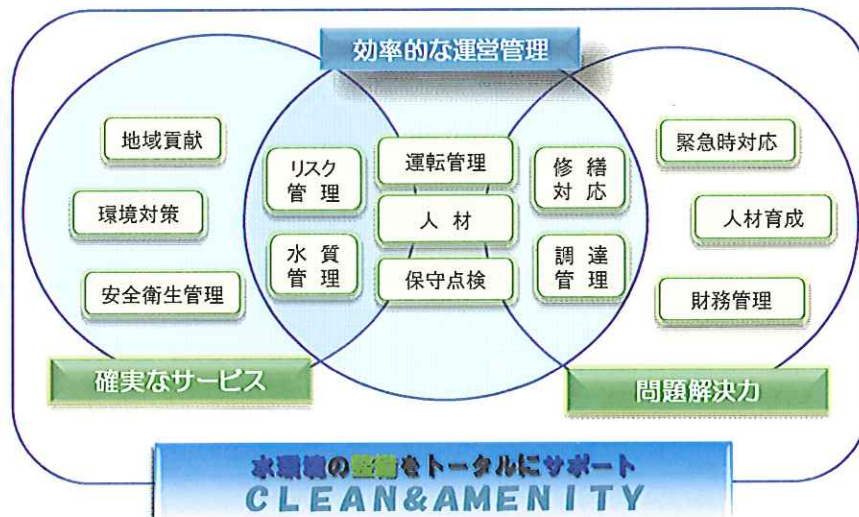 効率的な運営管理
地域貢献
環境対策
安全衛生管理
リスク
管理
水質
管理
運転管理
人材
保守点検
修繕
対応
調達
管理
緊急時対応
人材育成
財務管理
確実なサービス
問題解決力
水環境の整備をトータルにサポート
CLEAN&AMENITY